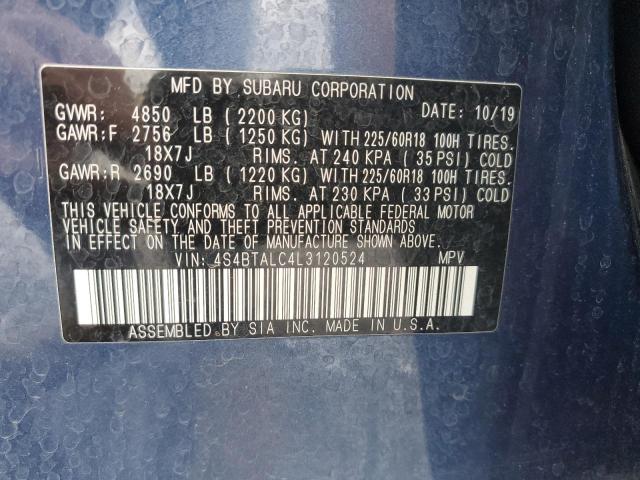 MFD BY SUBARU CORPORATION
GVWR: 4850 LB ( 2200 KG) DATE: 10/19
GAWR:F 2756 LB ( 1250 KG) WITH 225/60R18 100H TIRES.
18X7J RIMS. AT 240 KPA ( 35 PSI) COLD
GAWR:R 2690 LB ( 1220 KG) WITH 225/60R18 100H TIRES.
18X7J RIMS. AT 230 KPA ( 33 PSI) COLD
THIS VEHICLE CONFORMS TO ALL APPLICABLE FEDERAL MOTOR
VEHICLE SAFETY AND THEFT PREVENTION STANDARDS IN
EFFECT ON THE DATE OF MANUFACTURE SHOWN ABOVE.
VIN: 4S4BTALC4L3120524 MPV
ASSEMBLED BY SIA INC. MADE IN U.S.A.